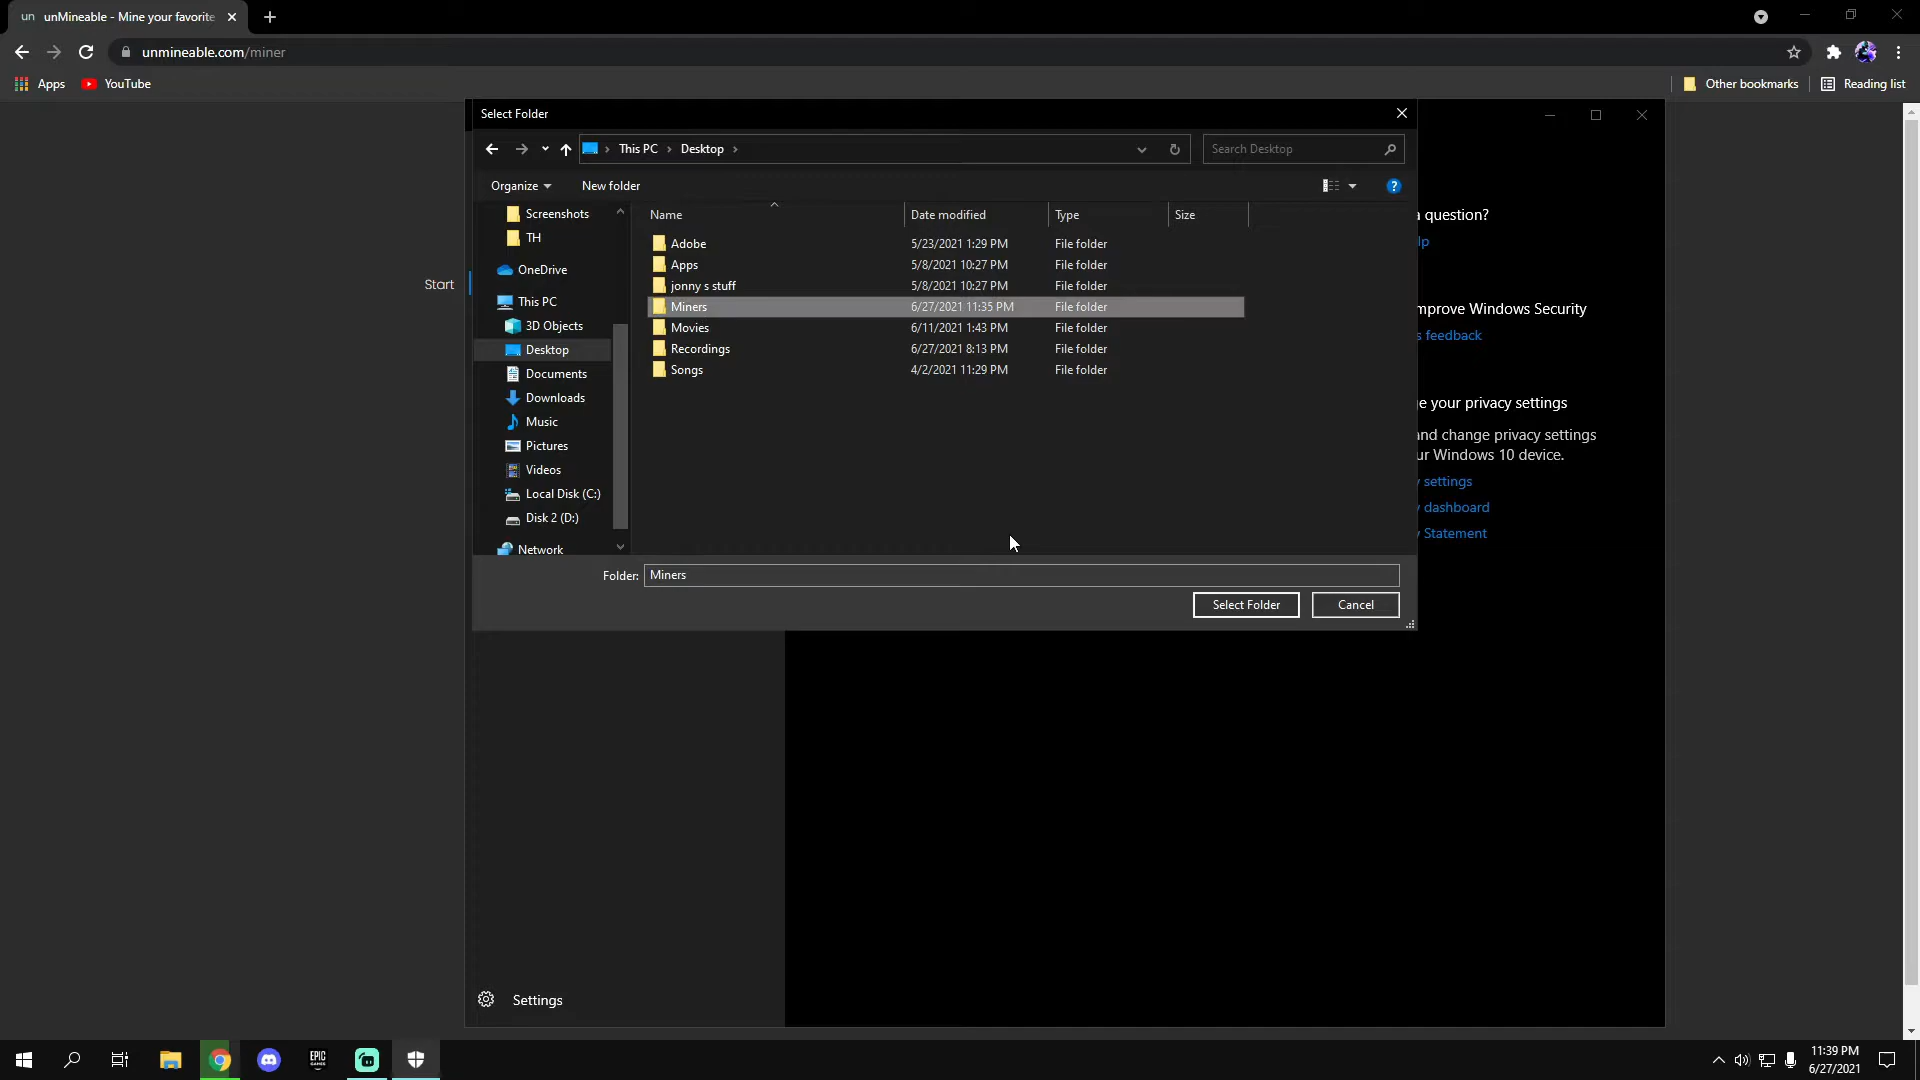 un unMineable - Mine your favorite
unmineable.com/miner
Apps YouTube Other bookmarks Reading list
Select Folder
This PC Desktop Search Desktop
Organize New folder
Name Date modified Type Size
Screenshots
TH
OneDrive
This PC
3D Objects
Desktop
Documents
Downloads
Music
Pictures
Videos
Local Disk (C:)
Disk 2 (D:)
Network
Adobe 5/23/2021 1:29 PM File folder
Apps 5/8/2021 10:27 PM File folder
jonny s stuff 5/8/2021 10:27 PM File folder
Miners 6/27/2021 11:35 PM File folder
Movies 6/11/2021 1:43 PM File folder
Recordings 6/27/2021 8:13 PM File folder
Songs 4/2/2021 11:29 PM File folder
Folder: Miners
Select Folder Cancel
Start
a question?
lp
mprove Windows Security
s feedback
e your privacy settings
and change privacy settings
ur Windows 10 device.
y settings
y dashboard
y Statement
Settings
EPIC
GAMES
11:39 PM
6/27/2021